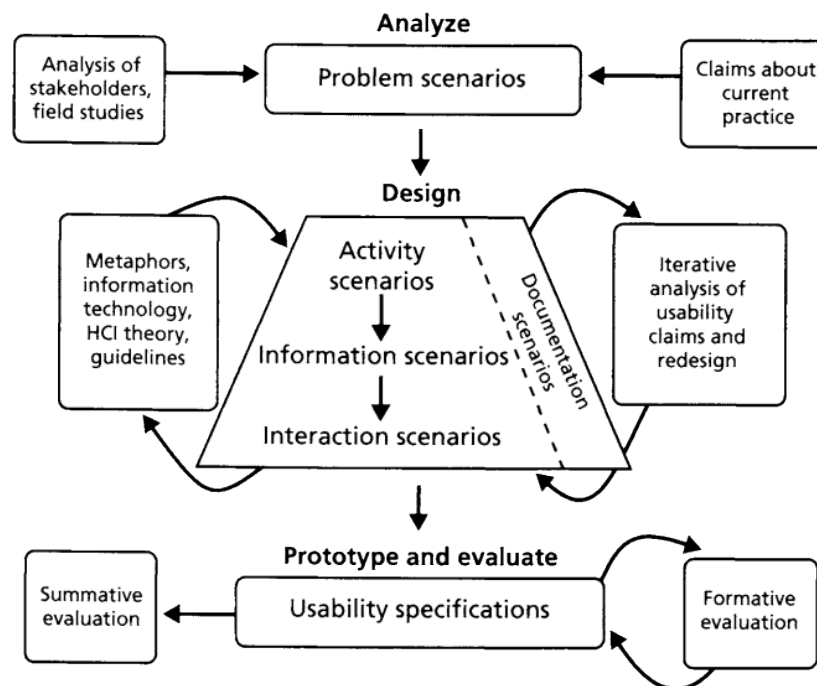 Analyze
Analysis of
stakeholders,
field studies
Problem scenarios
Claims about
current
practice
Design
Metaphors,
information
technology,
HCI theory,
guidelines
Activity
scenarios
Information scenarios
Interaction scenarios
Documentation
scenarios
Iterative
analysis of
usability
claims and
redesign
Prototype and evaluate
Summative
evaluation
Usability specifications
Formative
evaluation